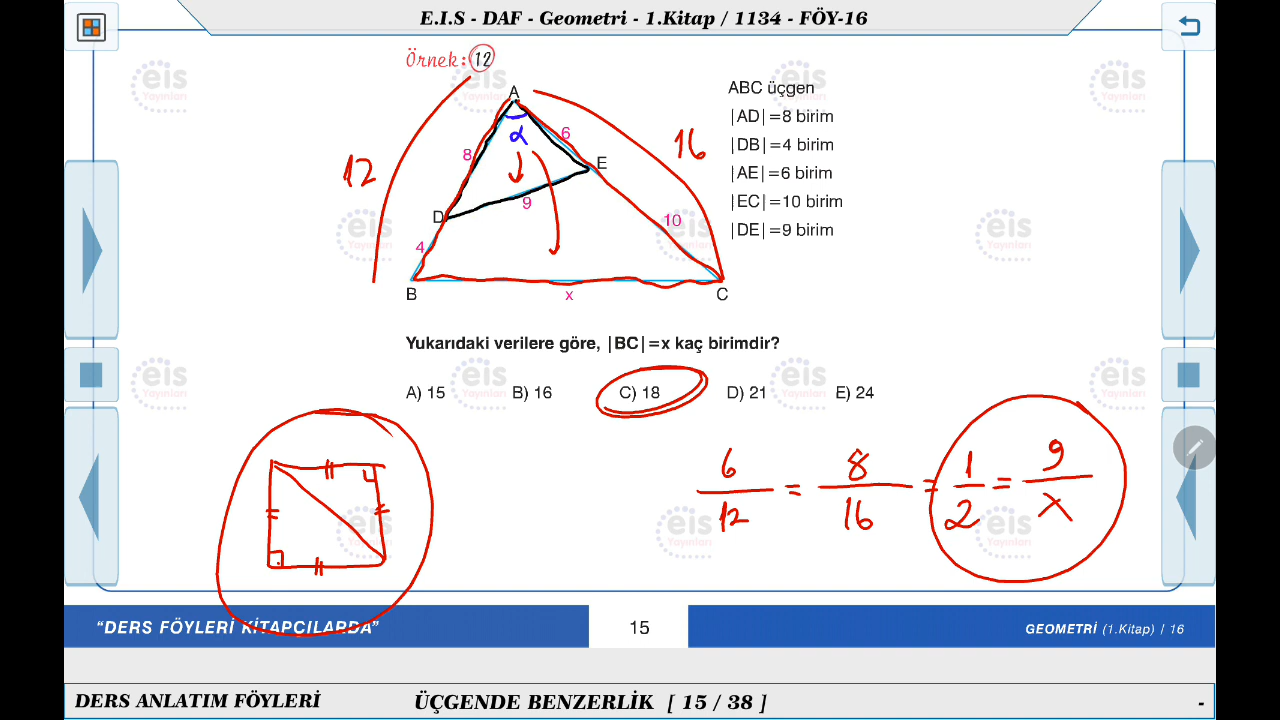 E.I.S - DAF - Geometri - 1.Kitap / 1134 - FÖY-16
Örnek: 12
ABC üçgen
|AD|=8 birim
|DB|=4 birim
|AE|=6 birim
|EC|=10 birim
|DE|=9 birim
A
α
6
8
E
16
12
9
D
10
4
B
x
C
Yukarıdaki verilere göre, |BC|=x kaç birimdir?
A) 15 B) 16 C) 18 D) 21 E) 24
6/12 = 8/16 = 1/2 = 9/x
eis Yayınları
"DERS FÖYLERİ KİTAPÇILARDA"
15
GEOMETRİ (1.Kitap) / 16
DERS ANLATIM FÖYLERİ ÜÇGENDE BENZERLİK [ 15 / 38 ] -